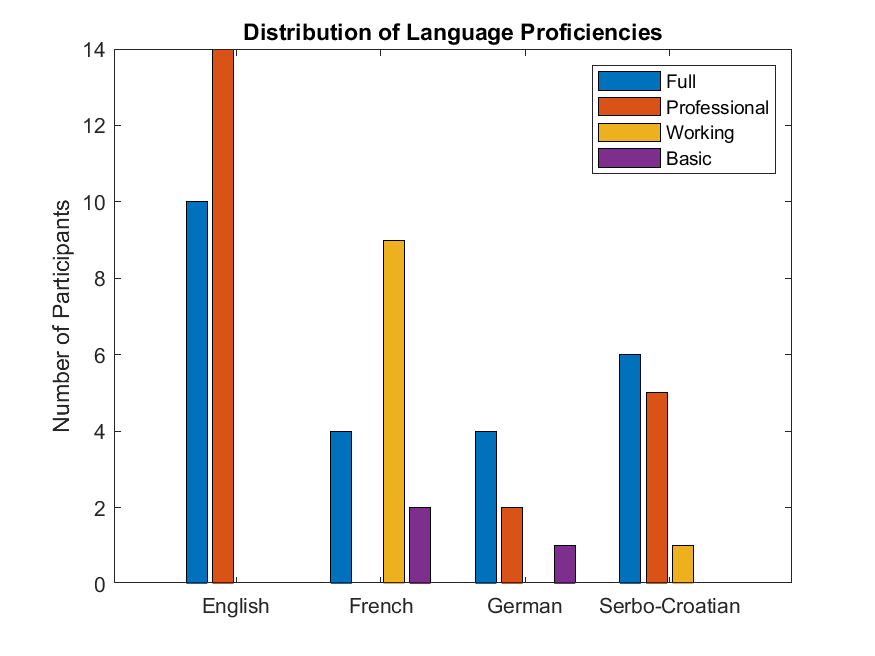 Distribution of Language Proficiencies
14
12
10
8
6
4
2
0
Number of Participants
Full
Professional
Working
Basic
English French German Serbo-Croatian